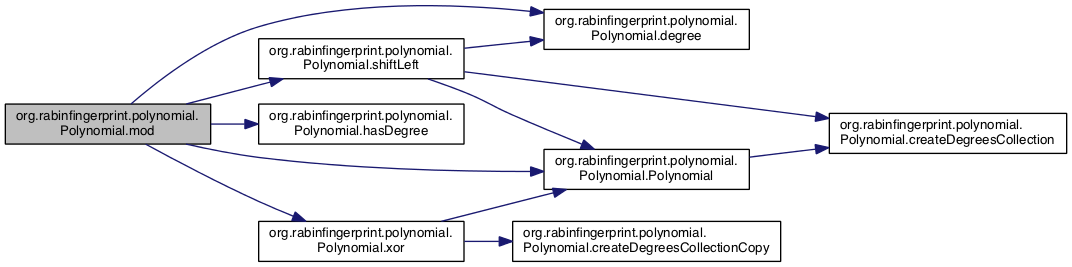 org.rabinfingerprint.polynomial.
Polynomial.mod
org.rabinfingerprint.polynomial.
Polynomial.shiftLeft
org.rabinfingerprint.polynomial.
Polynomial.hasDegree
org.rabinfingerprint.polynomial.
Polynomial.xor
org.rabinfingerprint.polynomial.
Polynomial.degree
org.rabinfingerprint.polynomial.
Polynomial.Polynomial
org.rabinfingerprint.polynomial.
Polynomial.createDegreesCollectionCopy
org.rabinfingerprint.polynomial.
Polynomial.createDegreesCollection